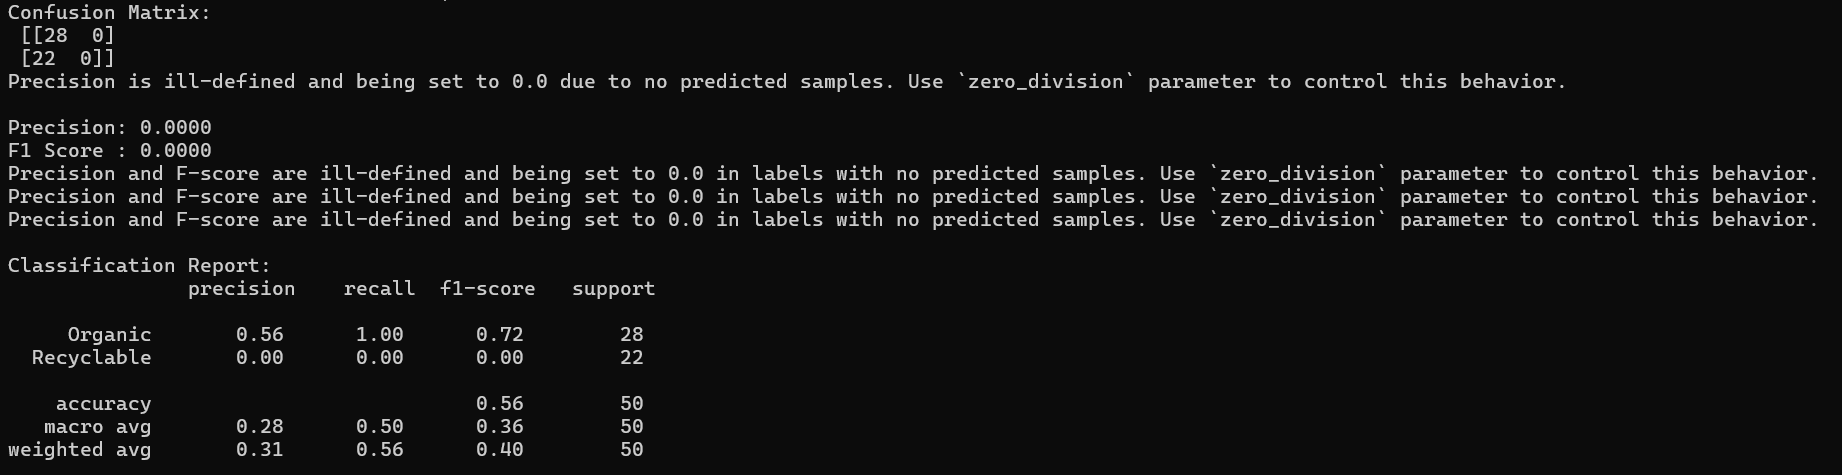 Confusion Matrix:
 [[28  0]
 [22  0]]
Precision is ill-defined and being set to 0.0 due to no predicted samples. Use `zero_division` parameter to control this behavior.

Precision: 0.0000
F1 Score : 0.0000
Precision and F-score are ill-defined and being set to 0.0 in labels with no predicted samples. Use `zero_division` parameter to control this behavior.
Precision and F-score are ill-defined and being set to 0.0 in labels with no predicted samples. Use `zero_division` parameter to control this behavior.
Precision and F-score are ill-defined and being set to 0.0 in labels with no predicted samples. Use `zero_division` parameter to control this behavior.

Classification Report:
               precision    recall  f1-score   support

     Organic       0.56      1.00      0.72        28
  Recyclable       0.00      0.00      0.00        22

    accuracy                           0.56        50
   macro avg       0.28      0.50      0.36        50
weighted avg       0.31      0.56      0.40        50